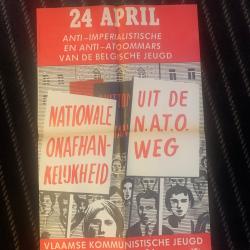 24 APRIL
ANTI-IMPERIALISTISCHE
EN ANTI-ATOOMMARS
VAN DE BELGISCHE JEUGD
NATIONALE
ONAFHAN-
KELIJKHEID
UIT DE
N.A.T.O.
WEG
VLAAMSE KOMMUNISTISCHE JEUGD